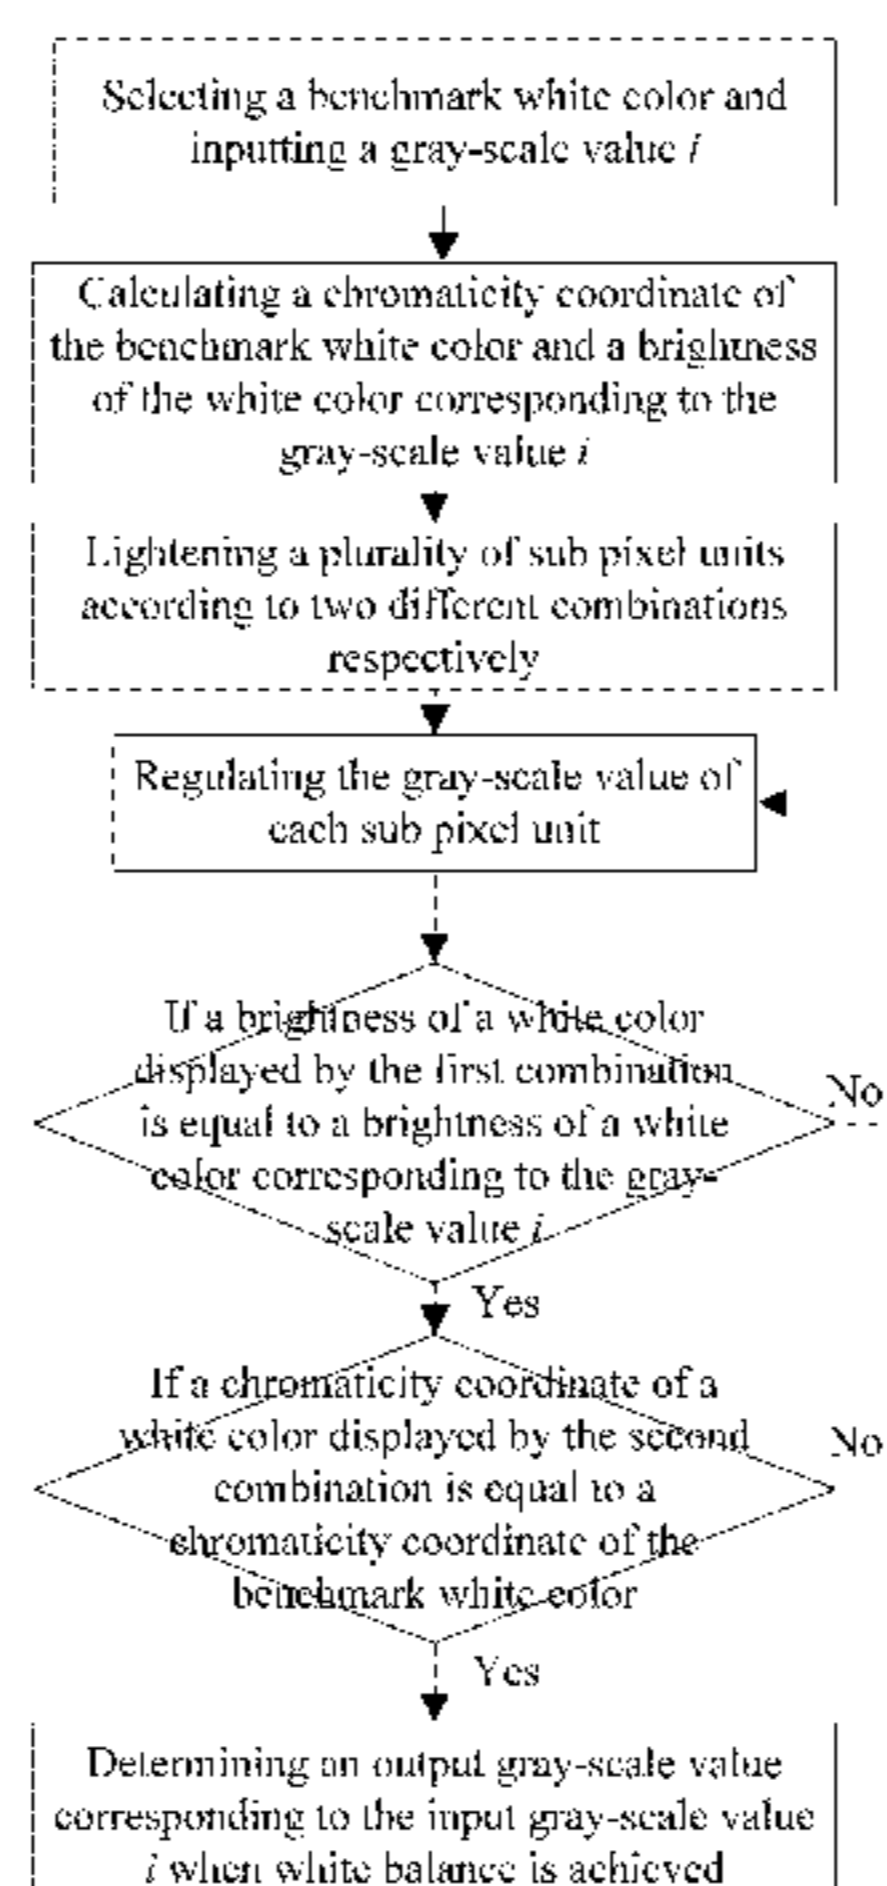 Selecting a benchmark white color and
inputting a gray-scale value i
Calculating a chromaticity coordinate of
the benchmark white color and a brightness
of the white color corresponding to the
gray-scale value i
Lightening a plurality of sub pixel units
according to two different combinations
respectively
Regulating the gray-scale value of
each sub pixel unit
If a brightness of a white color
displayed by the first combination
is equal to a brightness of a white
color corresponding to the gray-
scale value i
No
Yes
If a chromaticity coordinate of a
white color displayed by the second
combination is equal to a
chromaticity coordinate of the
benchmark white color
No
Yes
Determining an output gray-scale value
corresponding to the input gray-scale value
i when white balance is achieved